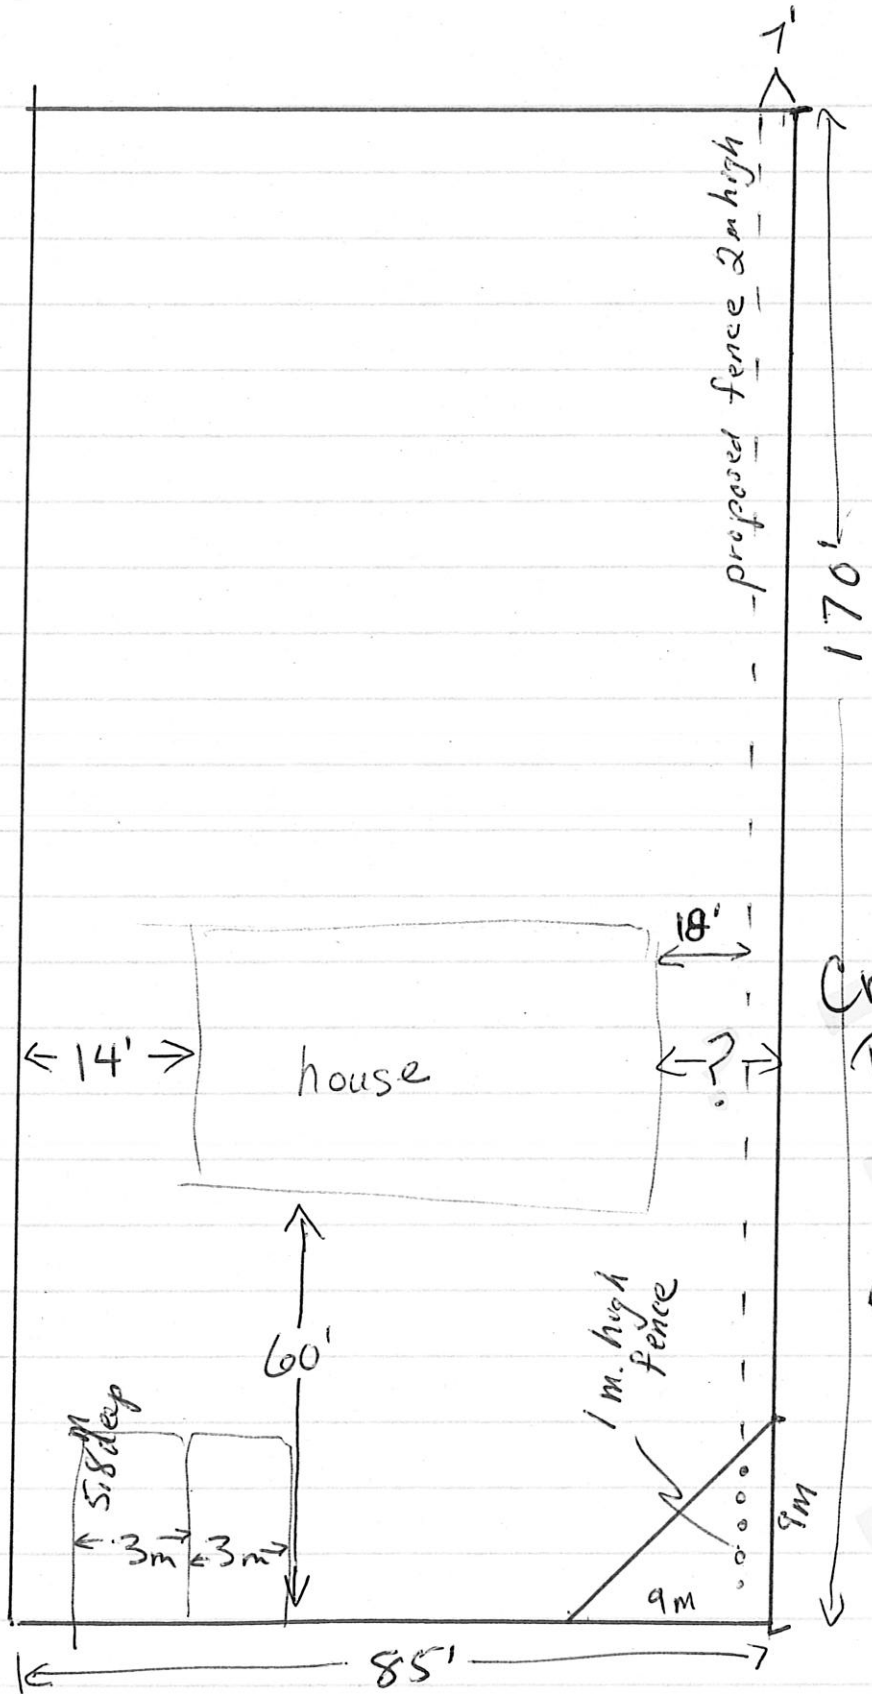 1'
proposed fence 2m high
170'
18'
14'
house
?
1 m. high
fence
60'
5.8m deep
3m
3m
9m
9m
85'